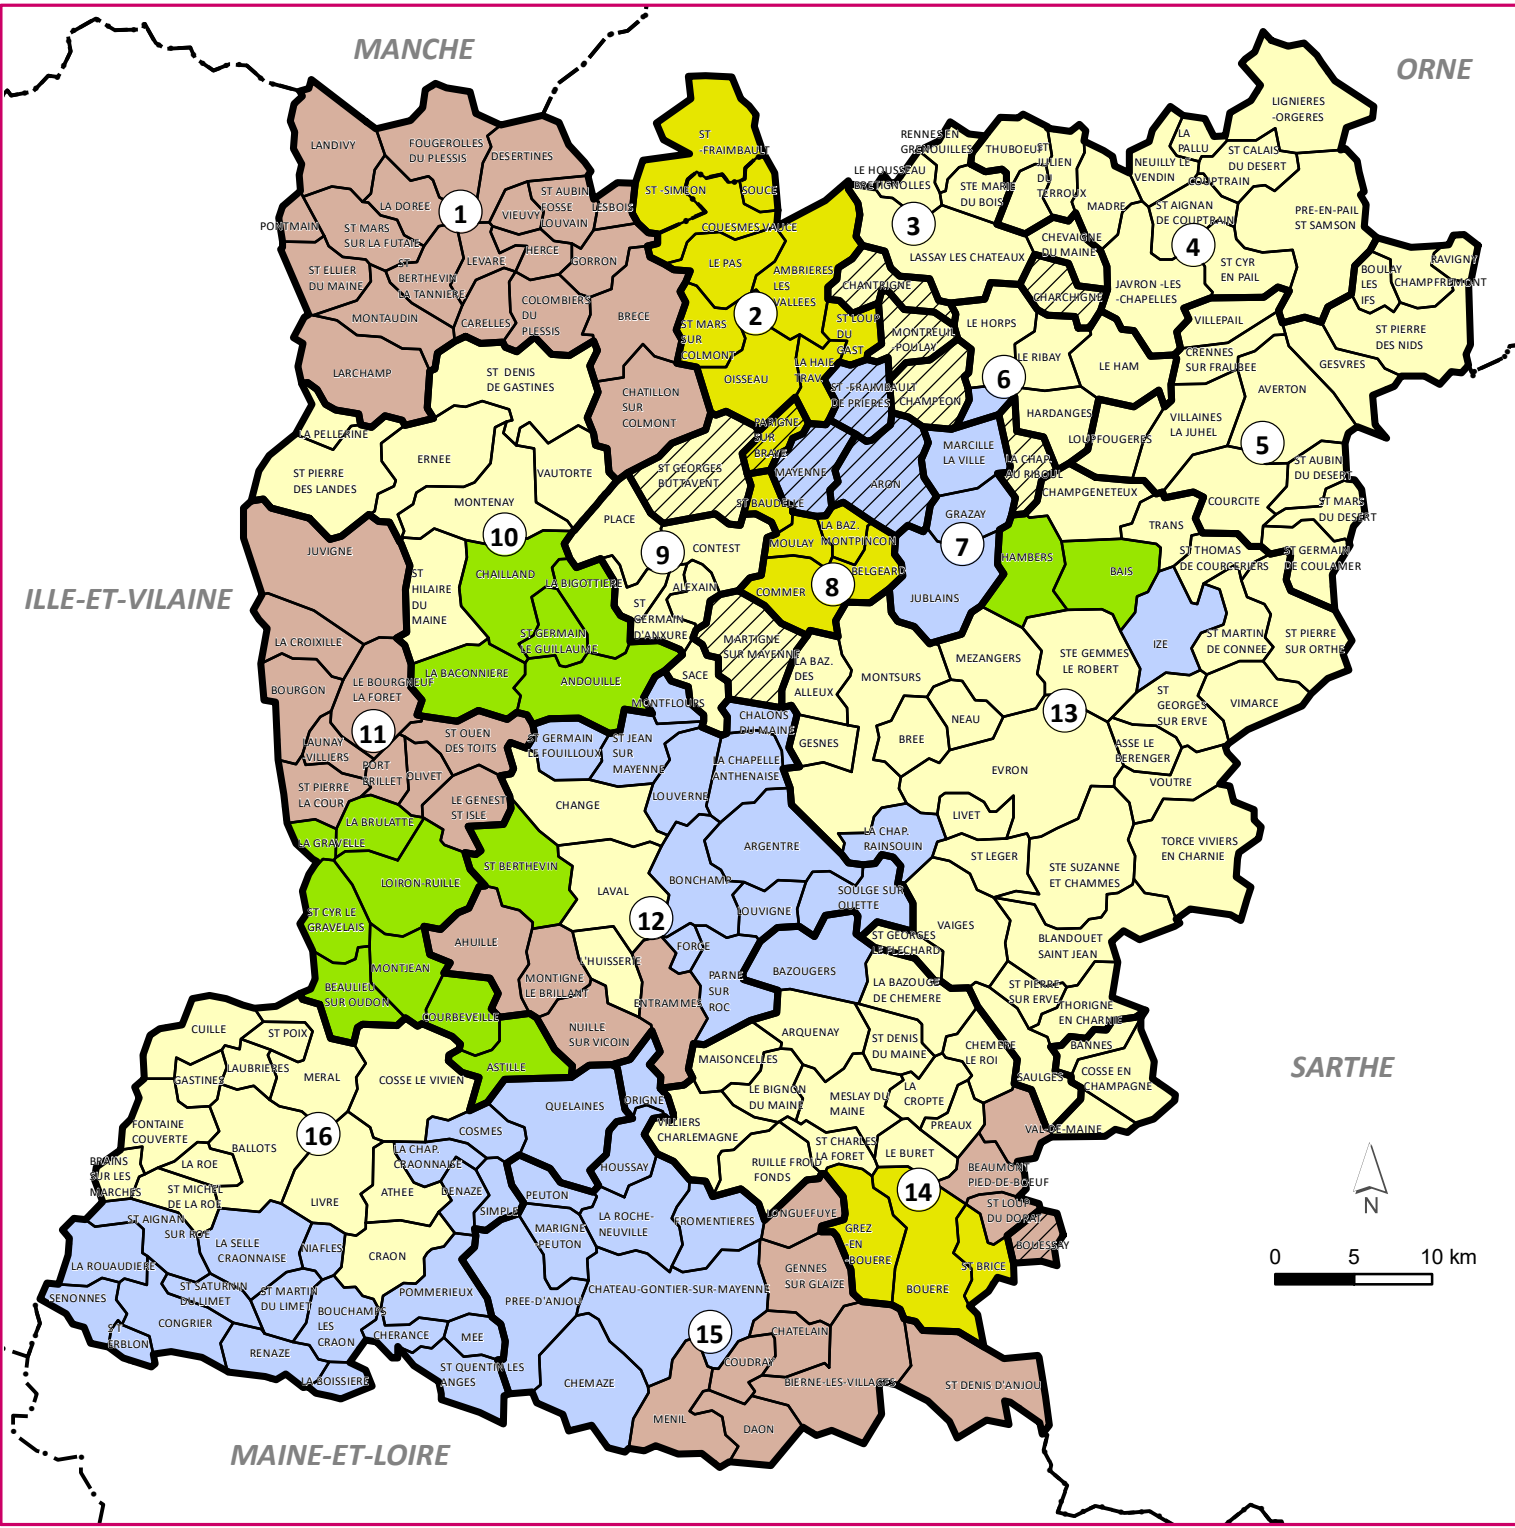 MANCHE
ORNE
ILLE-ET-VILAINE
SARTHE
MAINE-ET-LOIRE
LANDIVY
FOUGEROLLES
DU PLESSIS
DESERTINES
LA DOREE
1
VIEUVY
ST AUBIN
FOSSE
LOUVAIN
LESBOIS
PONTMAIN
ST MARS
SUR LA FUTAIE
ST ELLIER
DU MAINE
ST
BERTHEVIN
LA TANNIERE
LEVARE
HERCE
GORRON
MONTAUDIN
CARELLES
COLOMBIERS
DU
PLESSIS
BRECE
LARCHAMP
CHATILLON
SUR
COLMONT
ST
-FRAIMBAULT
ST -SIMEON
SOUCE
COUESMES VAUCE
LE PAS
AMBRIERES
LES
VALLEES
2
ST MARS
SUR
COLMONT
ST LOUP
DU
GAST
LA HAIE
TRAV.
OISSEAU
RENNES EN
GRENOUILLES
THUBOEUF
ST
JULIEN
DU
TERROUX
LE HOUSSEAU
BRETIGNOLLES
STE MARIE
DU BOIS
3
MADRE
LASSAY LES CHATEAUX
CHEVAIGNE
DU MAINE
CHANTRIGNE
CHARCHIGNE
MONTREUIL
-POULAY
LE HORPS
LIGNIERES
-ORGERES
LA
PALLU
NEUILLY LE
VENDIN
ST CALAIS
DU DESERT
COUPTRAIN
ST AIGNAN
DE COUPTRAIN
4
PRE-EN-PAIL
ST SAMSON
ST CYR
EN PAIL
JAVRON -LES
-CHAPELLES
BOULAY
LES
IFS
RAVIGNY
CHAMPFREMONT
VILLEPAIL
ST PIERRE
DES NIDS
CRENNES
SUR FRAUBEE
GESVRES
AVERTON
LE RIBAY
LE HAM
6
CHAMPEON
ST -FRAIMBAULT
DE PRIERES
HARDANGES
LOUPFOUGERES
VILLAINES
LA JUHEL
5
ST AUBIN
DU DESERT
COURCITE
ST MARS
DU DESERT
ST GERMAIN
DE COULAMER
TRANS
ST THOMAS
DE COURCERIERS
CHAMPGENETEUX
LA CHAP.
AU RIBOUL
MARCILLE
LA VILLE
GRAZAY
7
JUBLAINS
ARON
MAYENNE
PARIGNE
SUR
BRAYE
ST GEORGES
BUTTAVENT
ST BAUDELLE
LA BAZ.
MONTPINCON
MOULAY
BELGEARD
8
COMMER
ST DENIS
DE GASTINES
LA PELLERINE
ST PIERRE
DES LANDES
ERNEE
VAUTORTE
MONTENAY
10
CHAILLAND
LA BIGOTTIERE
ST
HILAIRE
DU
MAINE
ST GERMAIN
LE GUILLAUME
LA BACONNIERE
ANDOUILLE
PLACE
9
CONTEST
ALEXAIN
ST
GERMAIN
D'ANXURE
MARTIGNE
SUR MAYENNE
SACE
HAMBERS
BAIS
IZE
ST MARTIN
DE CONNEE
ST PIERRE
SUR ORTHE
VIMARCE
ST
GEORGES
SUR ERVE
MEZANGERS
STE GEMMES
LE ROBERT
13
NEAU
BREE
MONTSURS
LA BAZ.
DES
ALLEUX
GESNES
EVRON
ASSE LE
BERENGER
VOUTRE
LIVET
ST LEGER
TORCE VIVIERS
EN CHARNIE
STE SUZANNE
ET CHAMMES
LA CHAP.
RAINSOUIN
VAIGES
BLANDOUET
SAINT JEAN
ST PIERRE
SUR ERVE
THORIGNE
EN CHARNIE
BANNES
COSSE EN
CHAMPAGNE
SAULGES
JUVIGNE
LA CROIXILLE
BOURGON
LE BOURGNEUF
LA FORET
11
LAUNAY
-VILLIERS
ST OUEN
DES TOITS
PORT
BRILLET
OLIVET
ST PIERRE
LA COUR
LE GENEST
ST ISLE
LA BRULATTE
LA GRAVELLE
LOIRON-RUILLE
ST CYR LE
GRAVELAIS
MONTJEAN
BEAULIEU
SUR OUDON
COURBEVEILLE
ASTILLE
AHUILLE
MONTFLOURS
CHALONS
DU MAINE
ST GERMAIN
LE FOUILLOUX
ST JEAN
SUR
MAYENNE
LA CHAPELLE
ANTHENAISE
LOUVERNE
CHANGE
ST BERTHEVIN
LAVAL
12
ARGENTRE
BONCHAMP
LOUVIGNE
SOULGE SUR
OUETTE
FORCE
L'HUISSERIE
MONTIGNE
LE BRILLANT
ENTRAMMES
PARNE
SUR
ROC
NUILLE
SUR VICOIN
BAZOUGERS
ST GEORGES
LE FLECHARD
LA BAZOUGE
DE CHEMERE
ARQUENAY
ST DENIS
DU MAINE
CHEMERE
LE ROI
MAISONCELLES
LE BIGNON
DU MAINE
MESLAY DU
MAINE
LA
CROPTE
PREAUX
VAL-DE-MAINE
VILLIERS
CHARLEMAGNE
ST CHARLES
LA FORET
LE BURET
RUILLE FROID
FONDS
14
BEAUMONT
PIED-DE-BOEUF
ST LOUP
DU DORAT
BOUESSAY
GREZ
-EN
-BOUERE
BOUERE
ST BRICE
CUILLE
ST POIX
GASTINES
LAUBRIERES
MERAL
COSSE LE VIVIEN
FONTAINE
COUVERTE
BALLOTS
16
BRAINS
SUR LES
MARCHES
LA ROE
ST MICHEL
DE LA ROE
LIVRE
ATHEE
COSMES
LA CHAP.
CRAONNAISE
DENAZE
SIMPLE
QUELAINES
ORIGNE
HOUSSAY
PEUTON
MARIGNE
-PEUTON
LA ROCHE-
NEUVILLE
FROMENTIERES
LONGUEFUYE
GENNES
SUR GLAIZE
ST AIGNAN
SUR ROE
LA SELLE
CRAONNAISE
NIAFLES
CRAON
LA ROUAUDIERE
SENONNES
ST SATURNIN
DU LIMET
ST MARTIN
DU LIMET
BOUCHAMPS
LES
CRAON
POMMERIEUX
CONGRIER
ST
ERBLON
RENAZE
LA BOISSIERE
CHERANCE
MEE
ST QUENTIN LES
ANGES
PREE-D'ANJOU
CHATEAU-GONTIER-SUR-MAYENNE
15
CHATELAIN
COUDRAY
CHEMAZE
BIERNE-LES-VILLAGES
MENIL
DAON
ST DENIS D'ANJOU
N
0 5 10 km